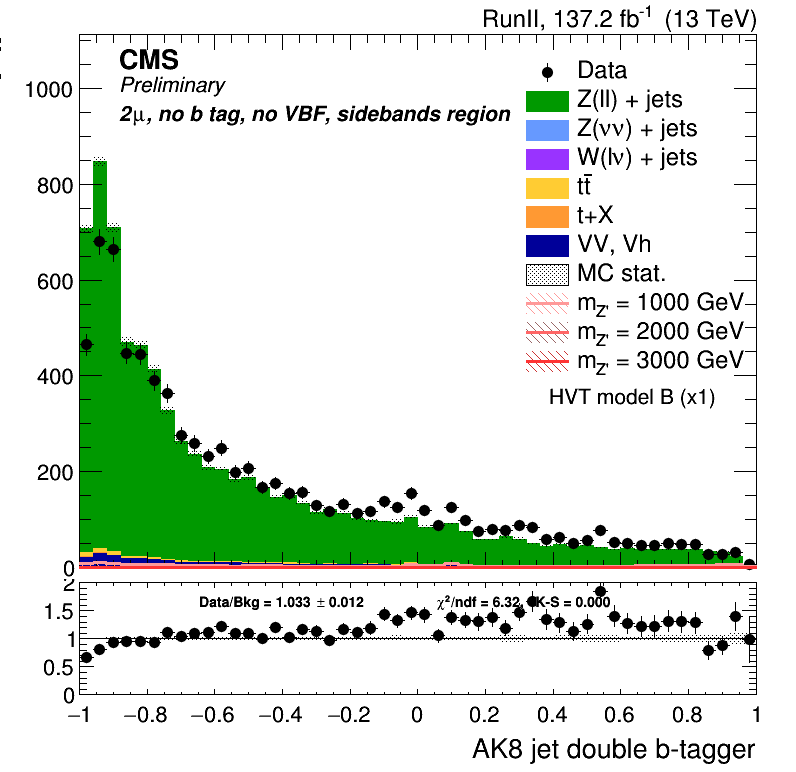 RunII, 137.2 fb⁻¹ (13 TeV)
CMS
Preliminary
2μ, no b tag, no VBF, sidebands region
Data
Z(ll) + jets
Z(νν) + jets
W(lν) + jets
tt̄
t+X
VV, Vh
MC stat.
m_Z' = 1000 GeV
m_Z' = 2000 GeV
m_Z' = 3000 GeV
HVT model B (x1)
1000
800
600
400
200
0
Data/Bkg = 1.033 ± 0.012
χ²/ndf = 6.32, K-S = 0.000
2
1.5
1
0.5
0
−1 −0.8 −0.6 −0.4 −0.2 0 0.2 0.4 0.6 0.8 1
AK8 jet double b-tagger